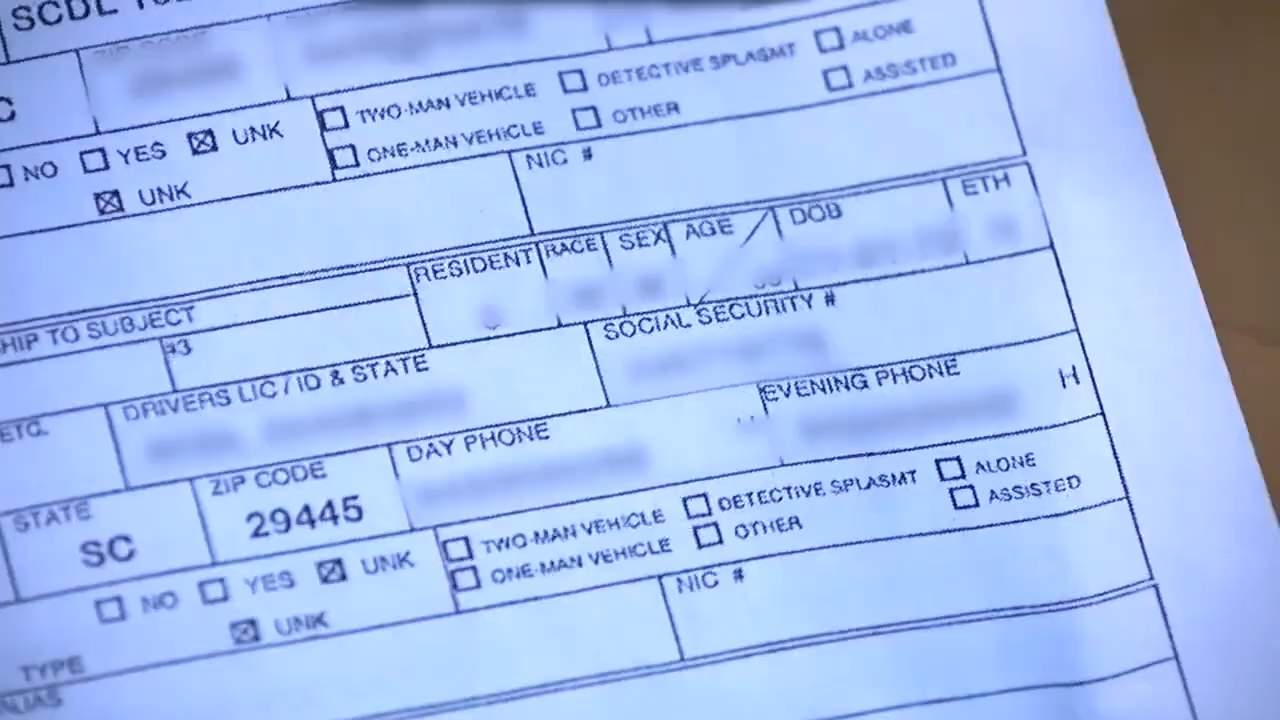 SCDL
TWO-MAN VEHICLE DETECTIVE SPLASMT ALONE
NO YES UNK ONE-MAN VEHICLE OTHER ASSISTED
UNK NIC #
RESIDENT RACE SEX AGE DOB ETH
HIP TO SUBJECT
#3
DRIVERS LIC / ID & STATE SOCIAL SECURITY #
ETC. DAY PHONE EVENING PHONE H
STATE ZIP CODE
SC 29445
TWO-MAN VEHICLE DETECTIVE SPLASMT ALONE
NO YES UNK ONE-MAN VEHICLE OTHER ASSISTED
UNK NIC #
TYPE